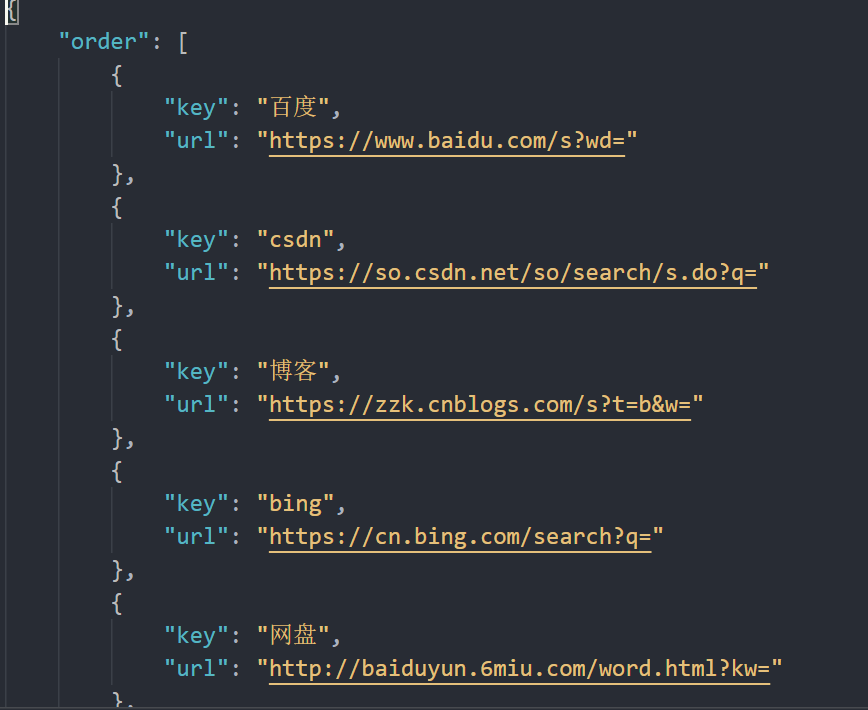 {
"order": [
{
"key": "百度",
"url": "https://www.baidu.com/s?wd="
},
{
"key": "csdn",
"url": "https://so.csdn.net/so/search/s.do?q="
},
{
"key": "博客",
"url": "https://zzk.cnblogs.com/s?t=b&w="
},
{
"key": "bing",
"url": "https://cn.bing.com/search?q="
},
{
"key": "网盘",
"url": "http://baiduyun.6miu.com/word.html?kw="
},